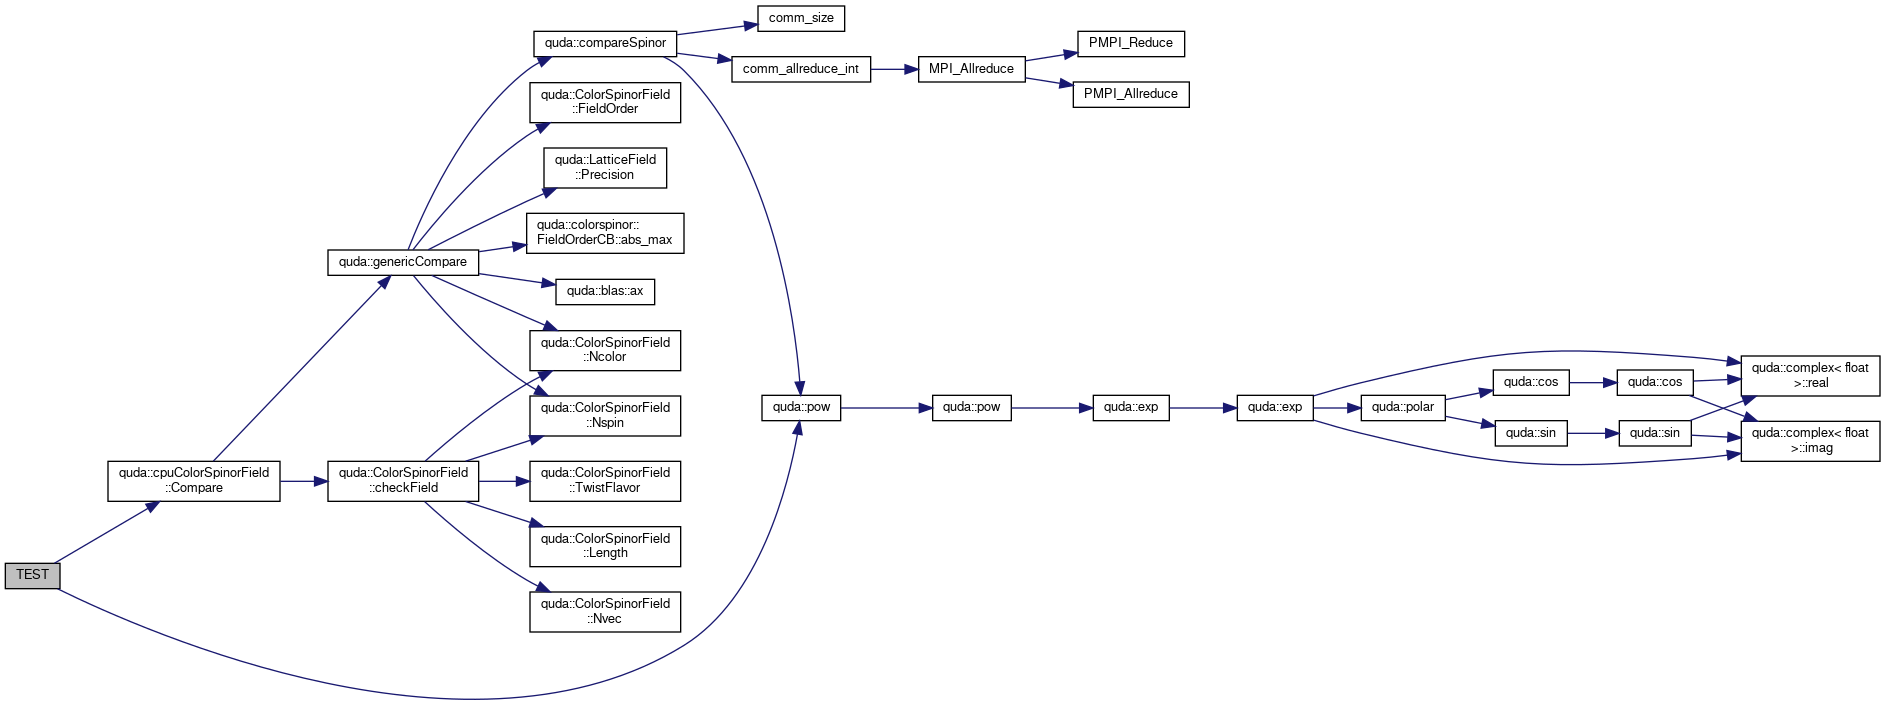 TEST
quda::cpuColorSpinorField
::Compare
quda::genericCompare
quda::ColorSpinorField
::checkField
quda::compareSpinor
quda::ColorSpinorField
::FieldOrder
quda::LatticeField
::Precision
quda::colorspinor::
FieldOrderCB::abs_max
quda::blas::ax
quda::ColorSpinorField
::Ncolor
quda::ColorSpinorField
::Nspin
quda::ColorSpinorField
::TwistFlavor
quda::ColorSpinorField
::Length
quda::ColorSpinorField
::Nvec
comm_size
comm_allreduce_int
quda::pow
MPI_Allreduce
quda::pow
PMPI_Reduce
PMPI_Allreduce
quda::exp
quda::exp
quda::polar
quda::cos
quda::sin
quda::cos
quda::sin
quda::complex< float
>::real
quda::complex< float
>::imag